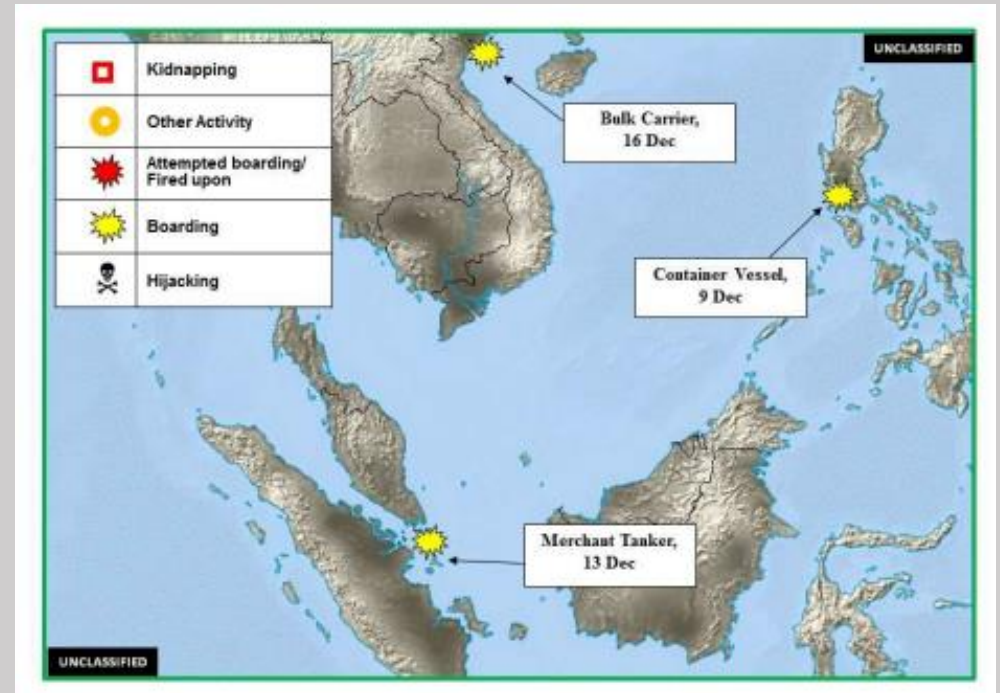 UNCLASSIFIED
Kidnapping
Other Activity
Attempted boarding/
Fired upon
Boarding
Hijacking
Bulk Carrier,
16 Dec
Container Vessel,
9 Dec
Merchant Tanker,
13 Dec
UNCLASSIFIED